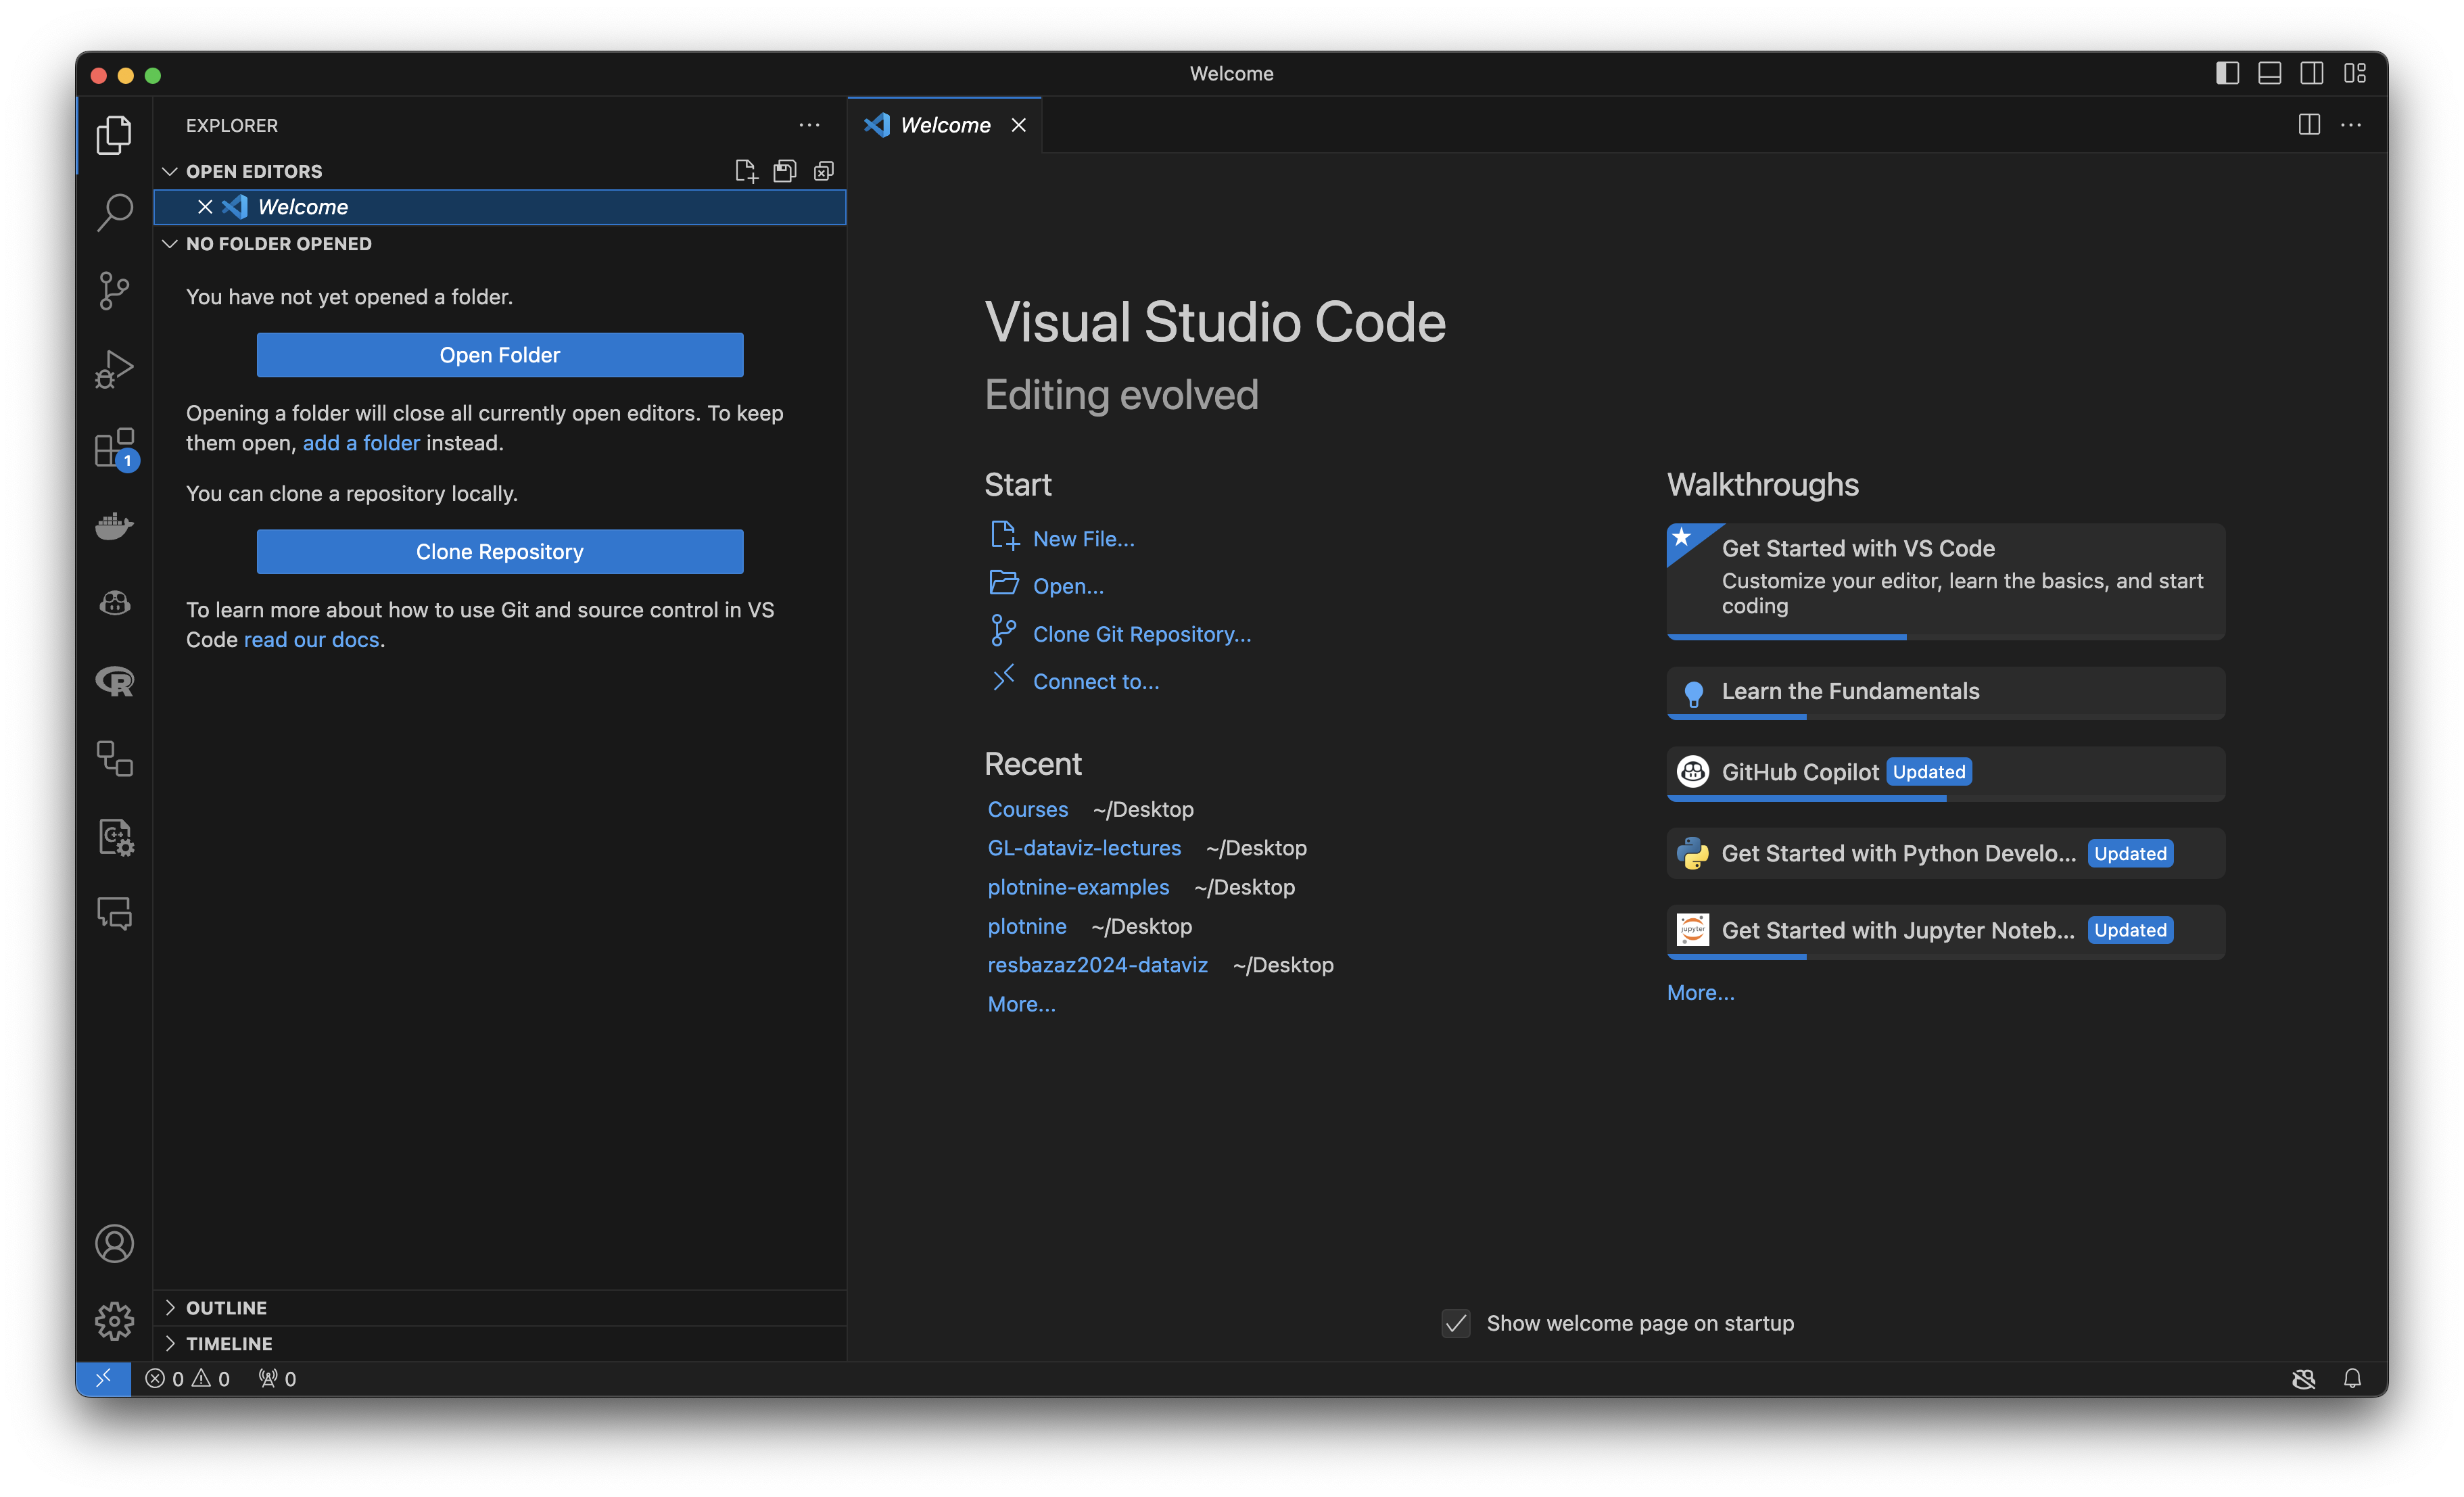 Welcome
EXPLORER
OPEN EDITORS
Welcome
NO FOLDER OPENED
You have not yet opened a folder.
Open Folder
Opening a folder will close all currently open editors. To keep
them open, add a folder instead.
You can clone a repository locally.
Clone Repository
To learn more about how to use Git and source control in VS
Code read our docs.
OUTLINE
TIMELINE
1
R
C++
Welcome
Visual Studio Code
Editing evolved
Start
New File...
Open...
Clone Git Repository...
Connect to...
Recent
Courses ~/Desktop
GL-dataviz-lectures ~/Desktop
plotnine-examples ~/Desktop
plotnine ~/Desktop
resbazaz2024-dataviz ~/Desktop
More...
Walkthroughs
Get Started with VS Code
Customize your editor, learn the basics, and start
coding
Learn the Fundamentals
GitHub Copilot Updated
Get Started with Python Develo... Updated
jupyter
Get Started with Jupyter Noteb... Updated
More...
Show welcome page on startup
0 0 0